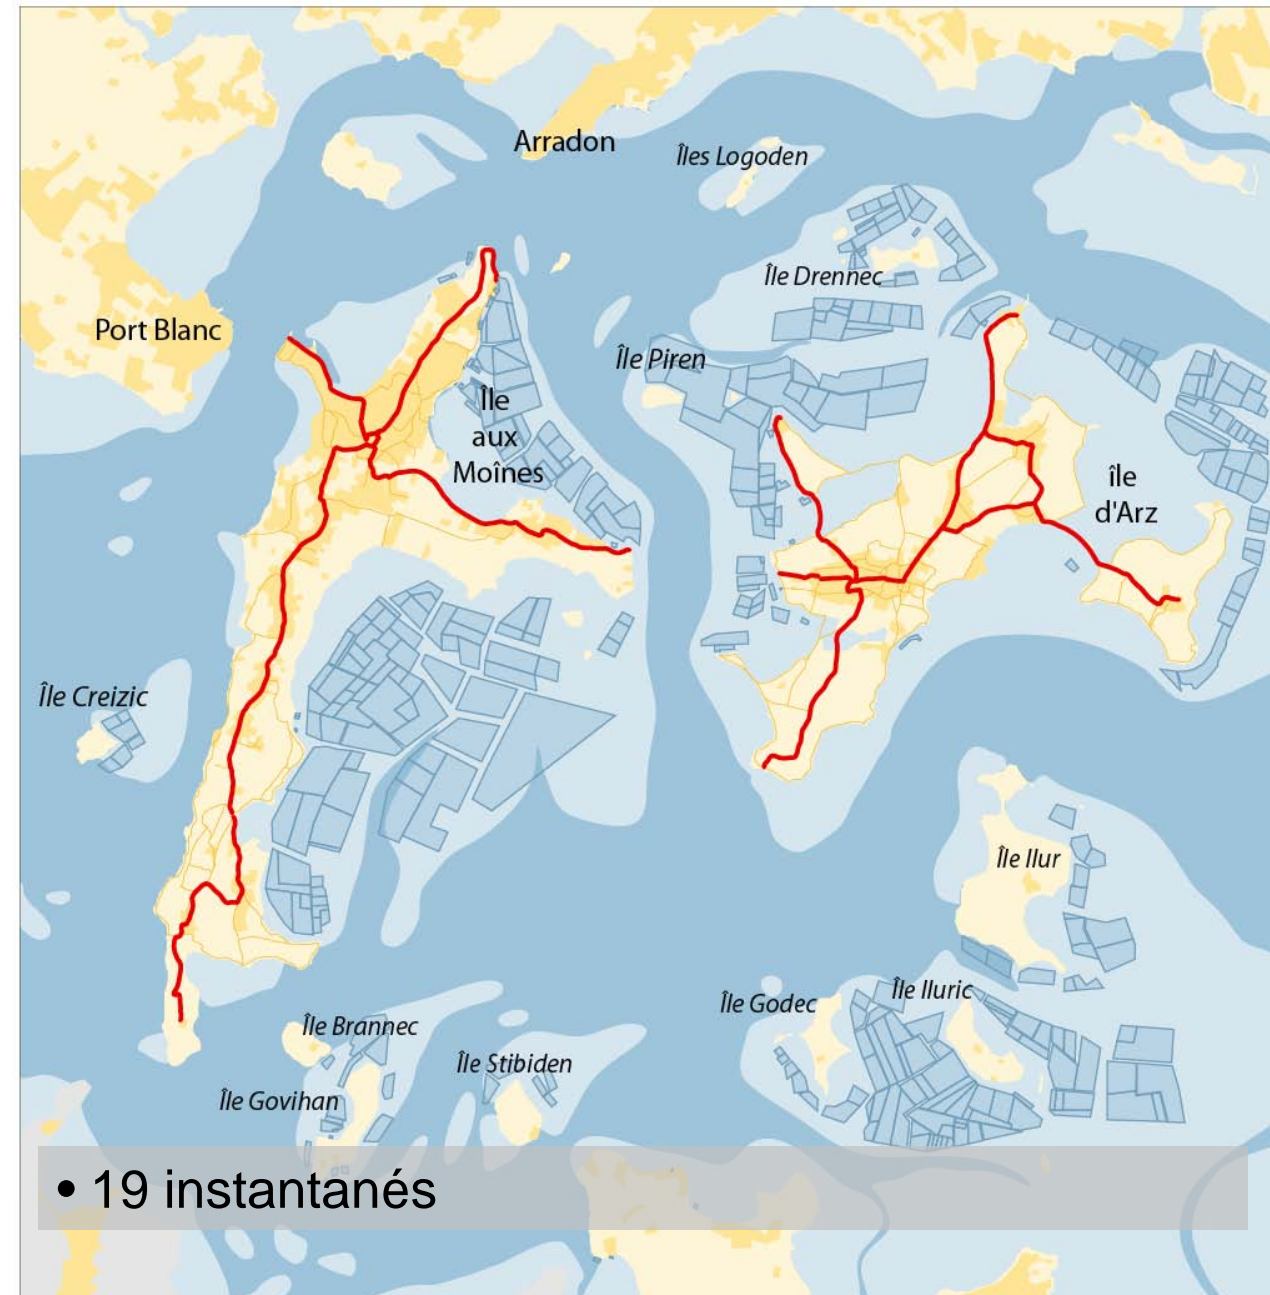 Arradon
Îles Logoden
Île Drennec
Port Blanc
Île Piren
Île
aux
Moînes
île
d'Arz
Île Creizic
Île Ilur
Île Iluric
Île Godec
Île Brannec
Île Stibiden
Île Govihan
• 19 instantanés